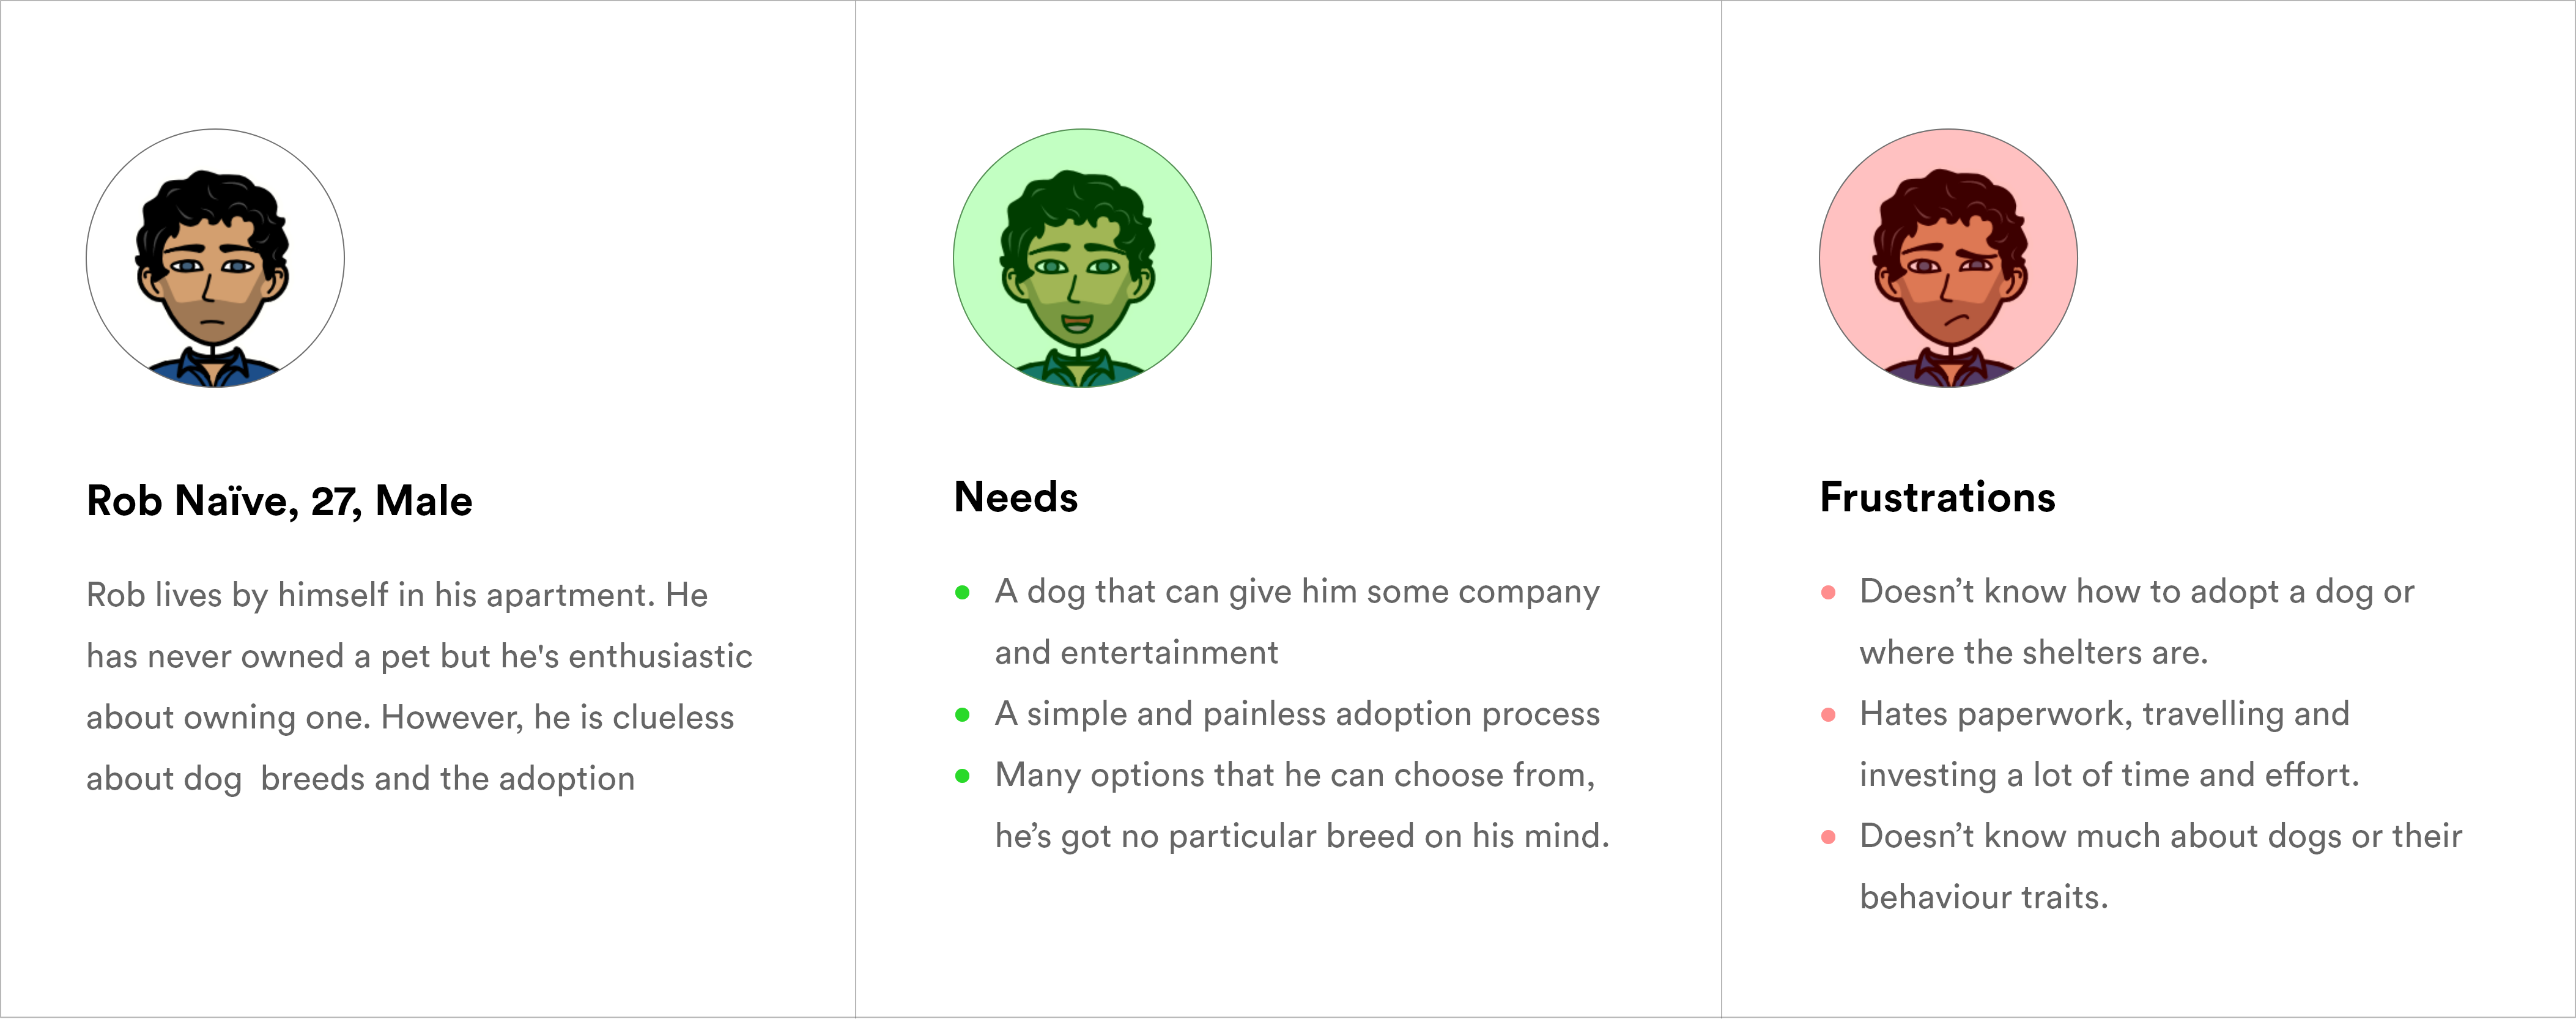 Rob Naïve, 27, Male
Rob lives by himself in his apartment. He
has never owned a pet but he's enthusiastic
about owning one. However, he is clueless
about dog  breeds and the adoption
Needs
A dog that can give him some company
and entertainment
A simple and painless adoption process
Many options that he can choose from,
he’s got no particular breed on his mind.
Frustrations
Doesn’t know how to adopt a dog or
where the shelters are.
Hates paperwork, travelling and
investing a lot of time and effort.
Doesn’t know much about dogs or their
behaviour traits.